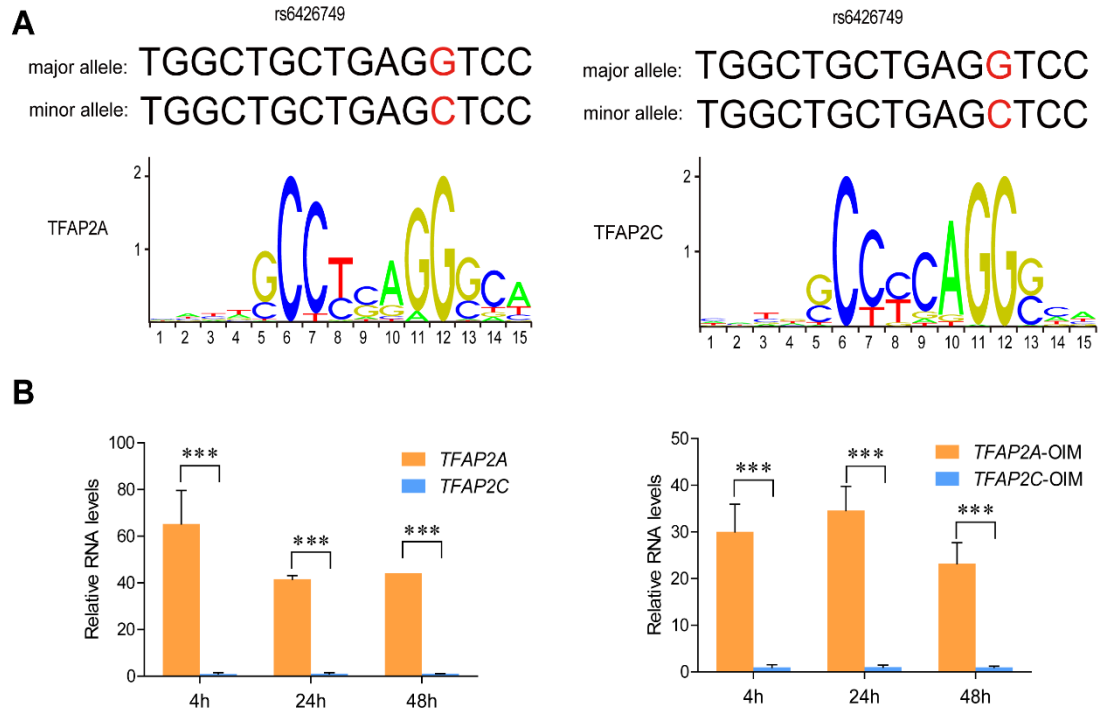 A
rs6426749
major allele: TGGCTGCTGAGGTCC
minor allele: TGGCTGCTGAGCTCC
TFAP2A
2
1
1 2 3 4 5 6 7 8 9 10 11 12 13 14 15
rs6426749
major allele: TGGCTGCTGAGGTCC
minor allele: TGGCTGCTGAGCTCC
TFAP2C
2
1
1 2 3 4 5 6 7 8 9 10 11 12 13 14 15
B
Relative RNA levels
100
80
60
40
20
0
***
***
***
TFAP2A
TFAP2C
4h 24h 48h
Relative RNA levels
50
40
30
20
10
0
***
***
***
TFAP2A-OIM
TFAP2C-OIM
4h 24h 48h